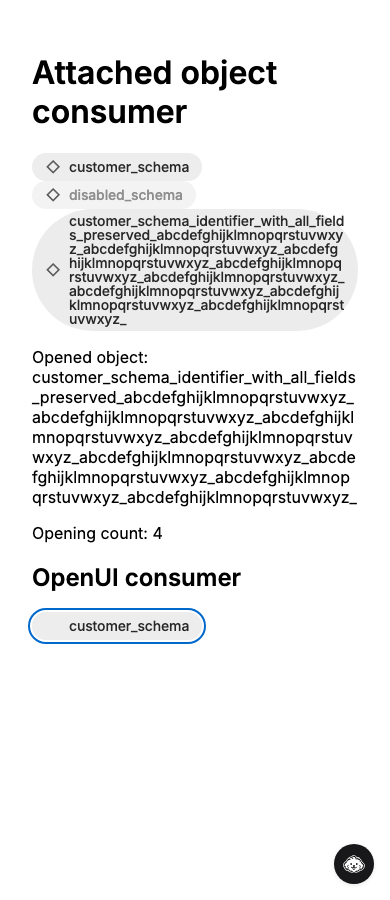 Attached object
consumer
customer_schema
disabled_schema
customer_schema_identifier_with_all_field
s_preserved_abcdefghijklmnopqrstuvwxy
z_abcdefghijklmnopqrstuvwxyz_abcdefg
hijklmnopqrstuvwxyz_abcdefghijklmnopq
rstuvwxyz_abcdefghijklmnopqrstuvwxyz_
abcdefghijklmnopqrstuvwxyz_abcdefghij
klmnopqrstuvwxyz_abcdefghijklmnopqrst
uvwxyz_
Opened object:
customer_schema_identifier_with_all_fields
_preserved_abcdefghijklmnopqrstuvwxyz_
abcdefghijklmnopqrstuvwxyz_abcdefghijkl
mnopqrstuvwxyz_abcdefghijklmnopqrstuv
wxyz_abcdefghijklmnopqrstuvwxyz_abcde
fghijklmnopqrstuvwxyz_abcdefghijklmnop
qrstuvwxyz_abcdefghijklmnopqrstuvwxyz_
Opening count: 4
OpenUI consumer
customer_schema